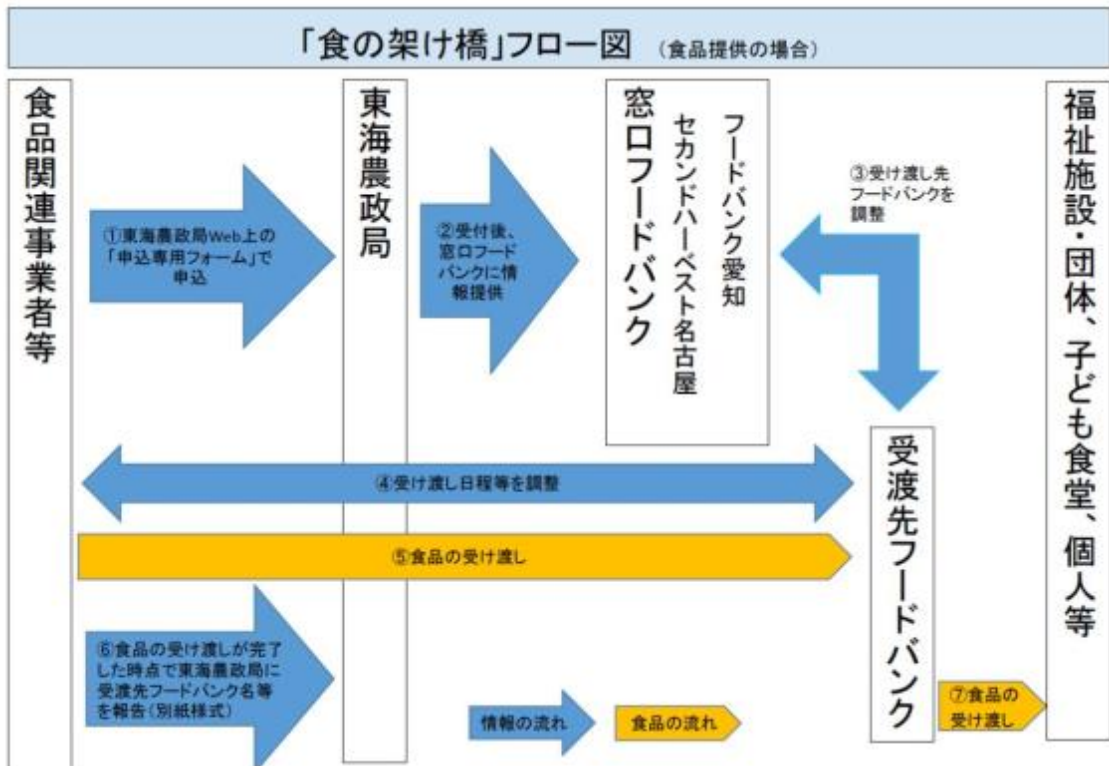 「食の架け橋」フロー図 (食品提供の場合)
食品関連事業者等
東海農政局
窓口フードバンク
セカンドハーベスト名古屋
フードバンク愛知
福祉施設・団体、子ども食堂、個人等
①東海農政局Web上の
「申込専用フォーム」で
申込
②受付後、
窓口フード
バンクに情
報提供
③受け渡し先
フードバンクを
調整
受渡先フードバンク
④受け渡し日程等を調整
⑤食品の受け渡し
⑥食品の受け渡しが完了
した時点で東海農政局に
受渡先フードバンク名等
を報告(別紙様式)
⑦食品の
受け渡し
情報の流れ
食品の流れ